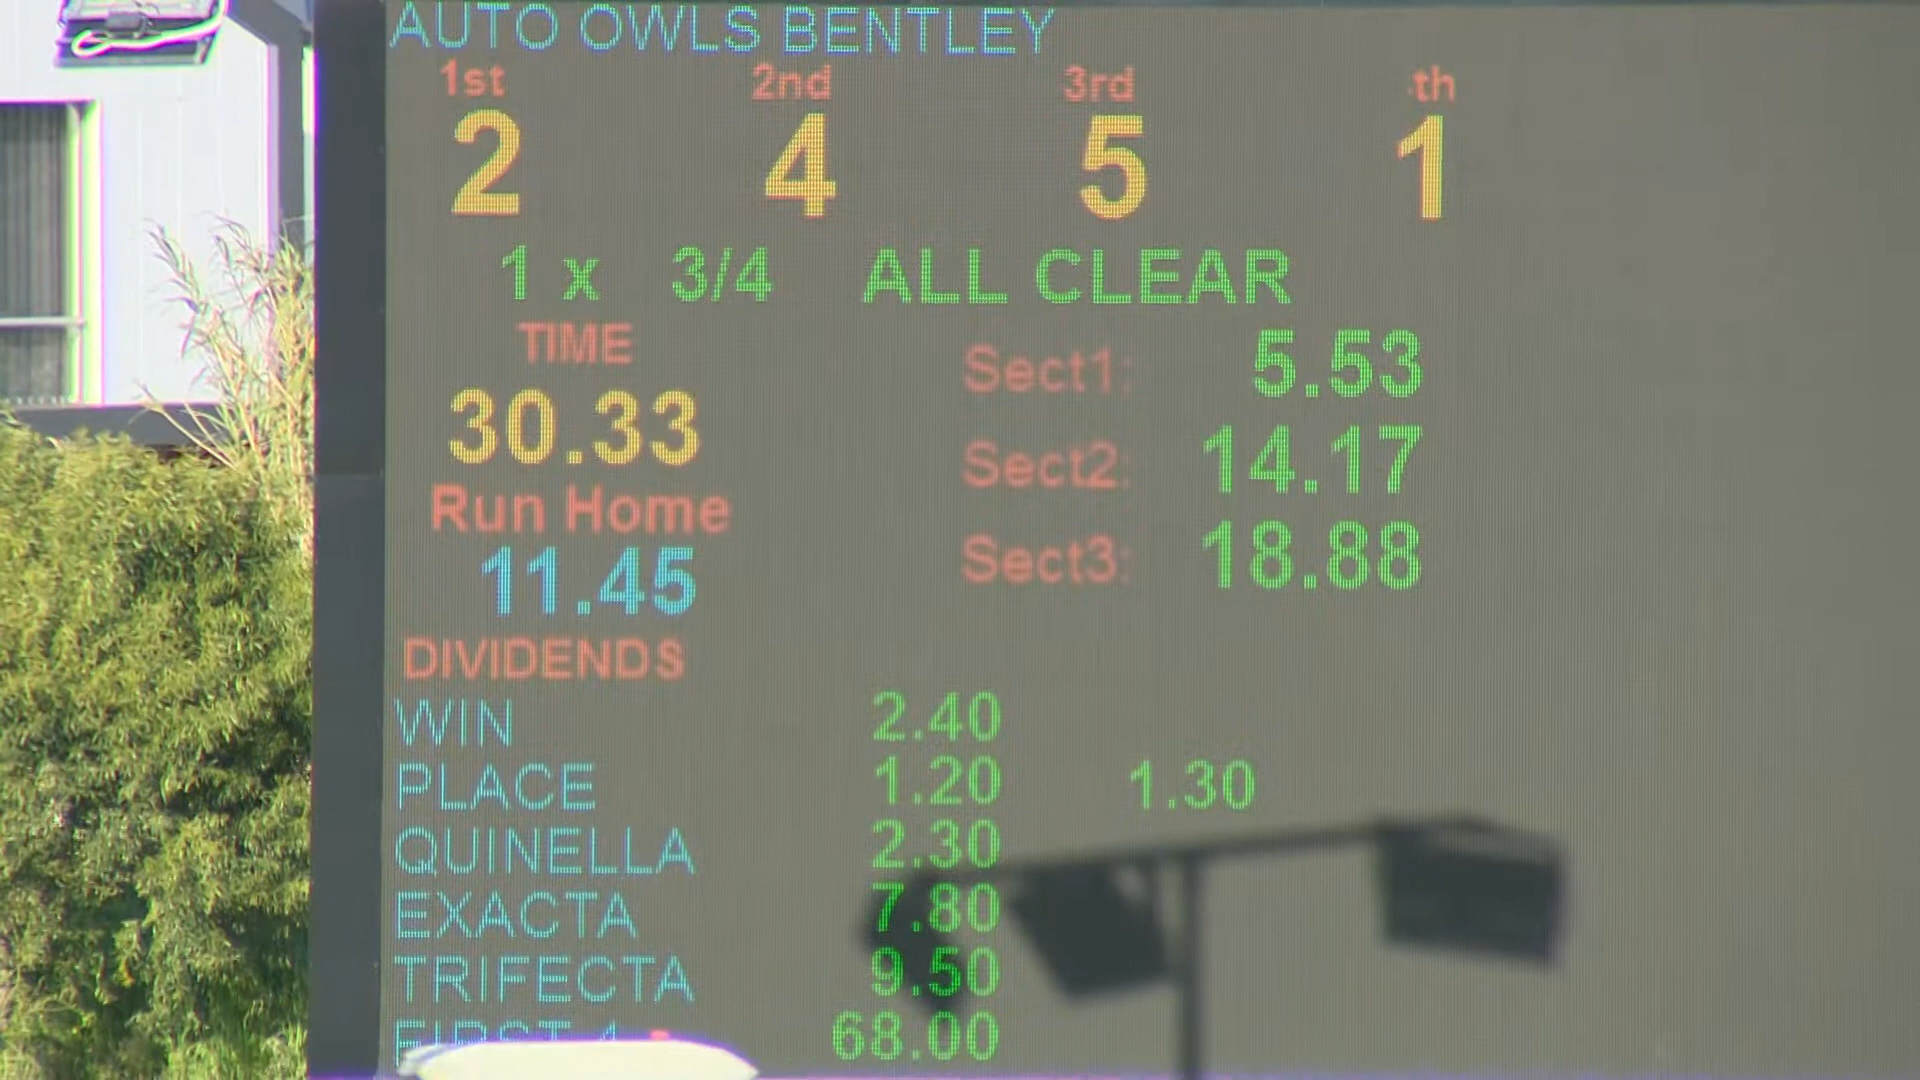 AUTO OWLS BENTLEY
1st 2nd 3rd th
2 4 5 1
1 x 3/4 ALL CLEAR
TIME
30.33
Run Home
11.45
Sect1: 5.53
Sect2: 14.17
Sect3: 18.88
DIVIDENDS
WIN 2.40
PLACE 1.20 1.30
QUINELLA 2.30
EXACTA 7.80
TRIFECTA 9.50
FIRST 4 68.00